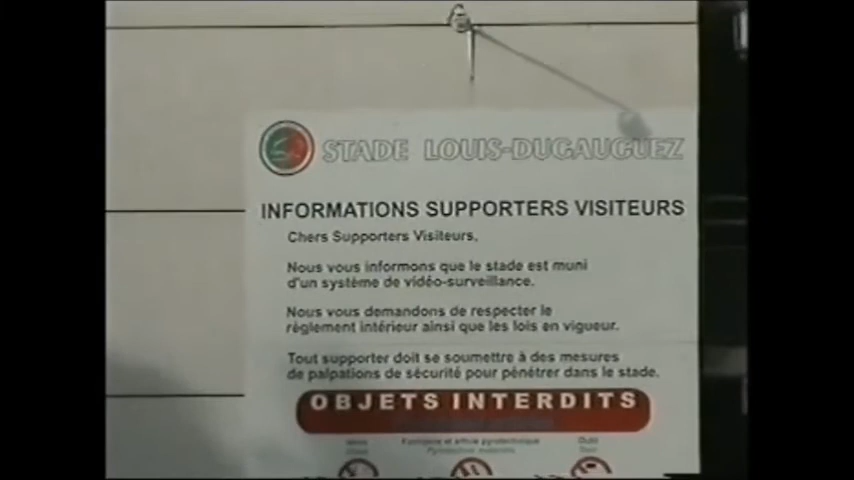 STADE LOUIS-DUGAUGUEZ
INFORMATIONS SUPPORTERS VISITEURS
Chers Supporters Visiteurs,
Nous vous informons que le stade est muni
d'un système de vidéo-surveillance.
Nous vous demandons de respecter le
règlement intérieur ainsi que les lois en vigueur.
Tout supporter doit se soumettre à des mesures
de palpations de sécurité pour pénétrer dans le stade.
OBJETS INTERDITS